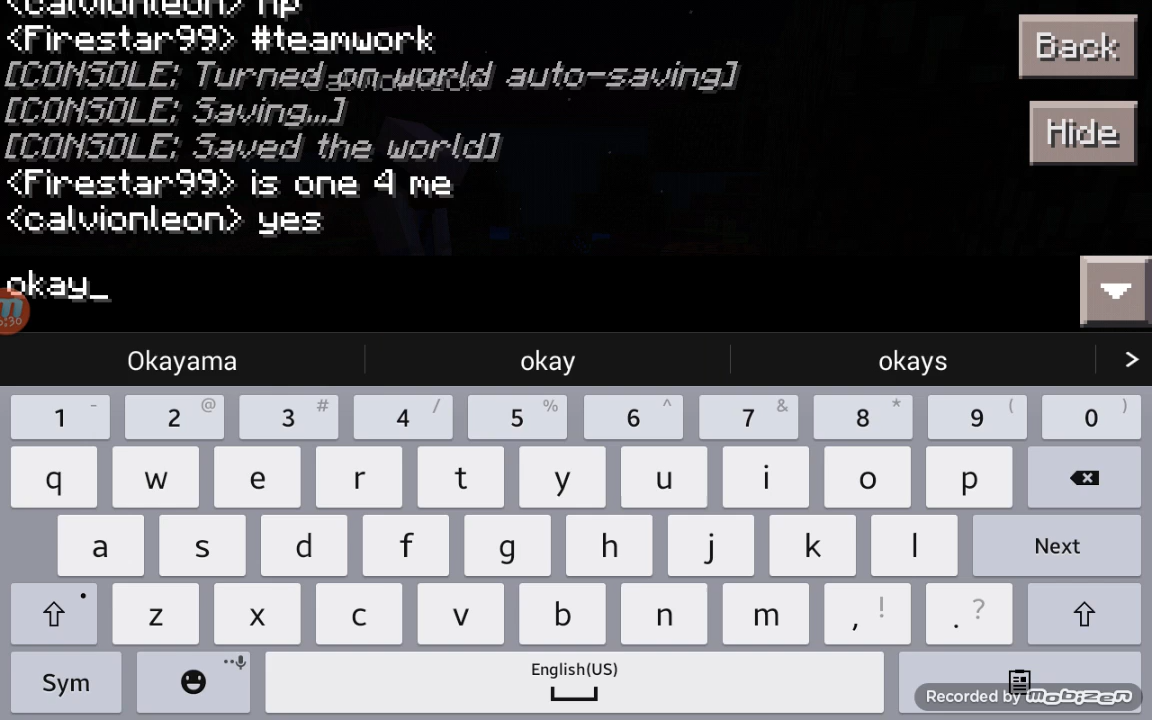 <calvionleon> np
<Firestar99> #teamwork
[CONSOLE: Turned on world auto-saving]
[CONSOLE: Saving...]
[CONSOLE: Saved the world]
<Firestar99> is one 4 me
<calvionleon> yes
Back
Hide
okay_
Okayama okay okays >
1 - 2 @ 3 # 4 / 5 % 6 ^ 7 & 8 * 9 ( 0 )
q w e r t y u i o p
a s d f g h j k l Next
z x c v b n m , ! . ?
Sym English(US)
Recorded by mobizen